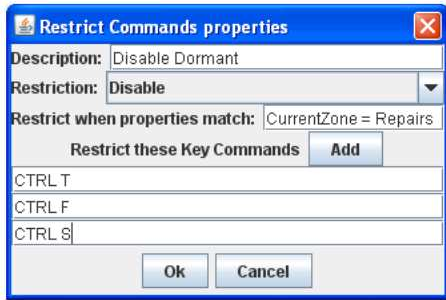 Restrict Commands properties
Description: Disable Dormant
Restriction: Disable
Restrict when properties match: CurrentZone = Repairs
Restrict these Key Commands Add
CTRL T
CTRL F
CTRL S
Ok Cancel